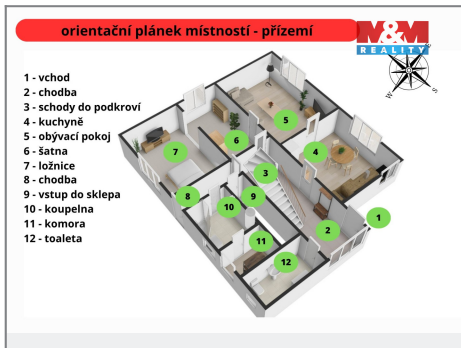 orientační plánek místností - přízemí
M&M
REALITY
E
W
S
1 - vchod
2 - chodba
3 - schody do podkroví
4 - kuchyně
5 - obývací pokoj
6 - šatna
7 - ložnice
8 - chodba
9 - vstup do sklepa
10 - koupelna
11 - komora
12 - toaleta
5
6
4
7
3
8
9
10
1
2
11
12